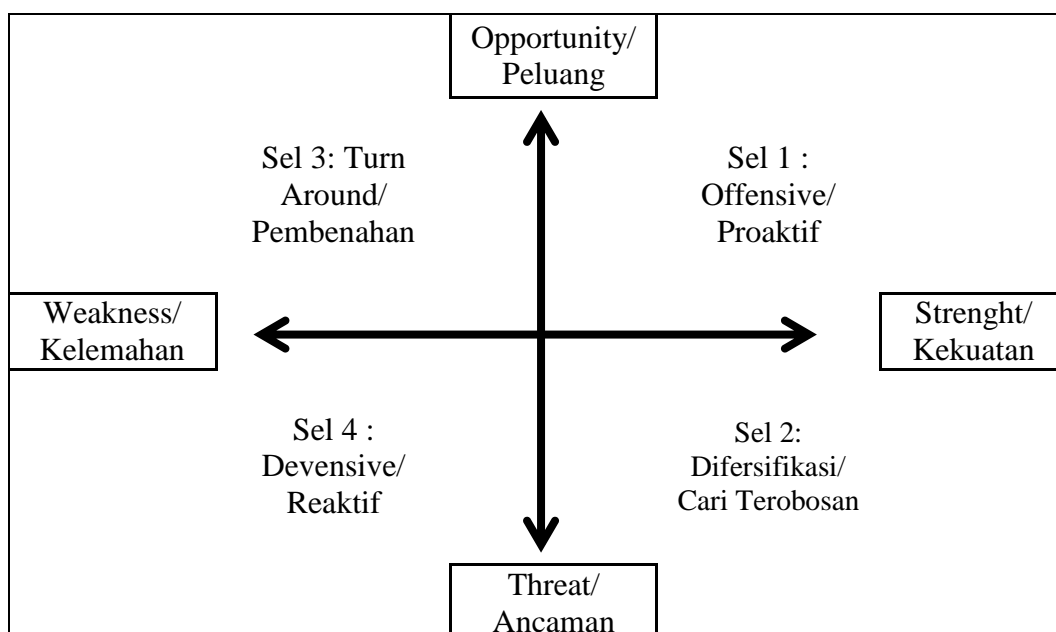 Opportunity/
Peluang
Sel 3: Turn
Around/
Pembenahan
Sel 1 :
Offensive/
Proaktif
Weakness/
Kelemahan
Strenght/
Kekuatan
Sel 4 :
Devensive/
Reaktif
Sel 2:
Difersifikasi/
Cari Terobosan
Threat/
Ancaman